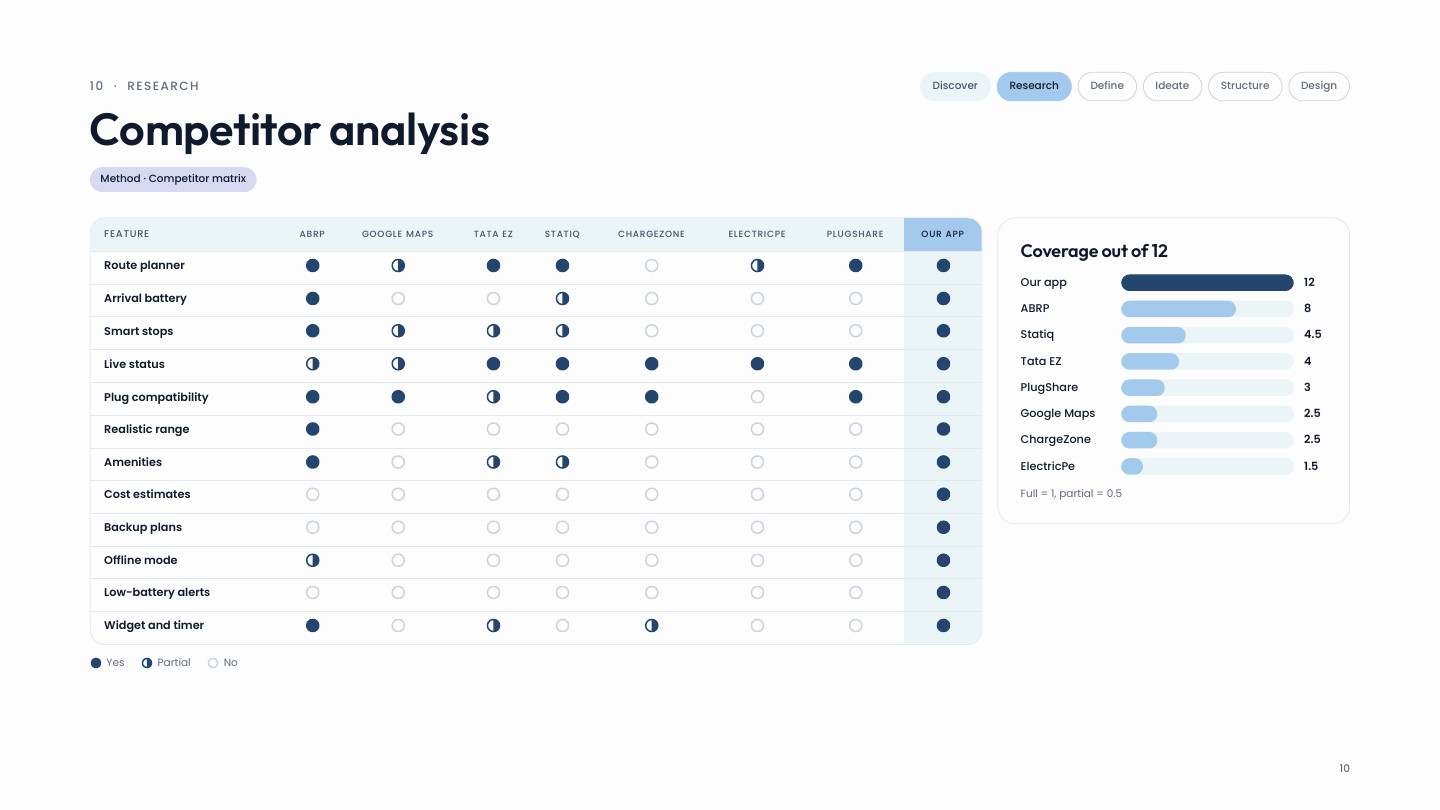 10 · RESEARCH
Discover Research Define Ideate Structure Design
Competitor analysis
Method · Competitor matrix
FEATURE ABRP GOOGLE MAPS TATA EZ STATIQ CHARGEZONE ELECTRICPE PLUGSHARE OUR APP
Route planner
Arrival battery
Smart stops
Live status
Plug compatibility
Realistic range
Amenities
Cost estimates
Backup plans
Offline mode
Low-battery alerts
Widget and timer
Yes Partial No
Coverage out of 12
Our app 12
ABRP 8
Statiq 4.5
Tata EZ 4
PlugShare 3
Google Maps 2.5
ChargeZone 2.5
ElectricPe 1.5
Full = 1, partial = 0.5
10